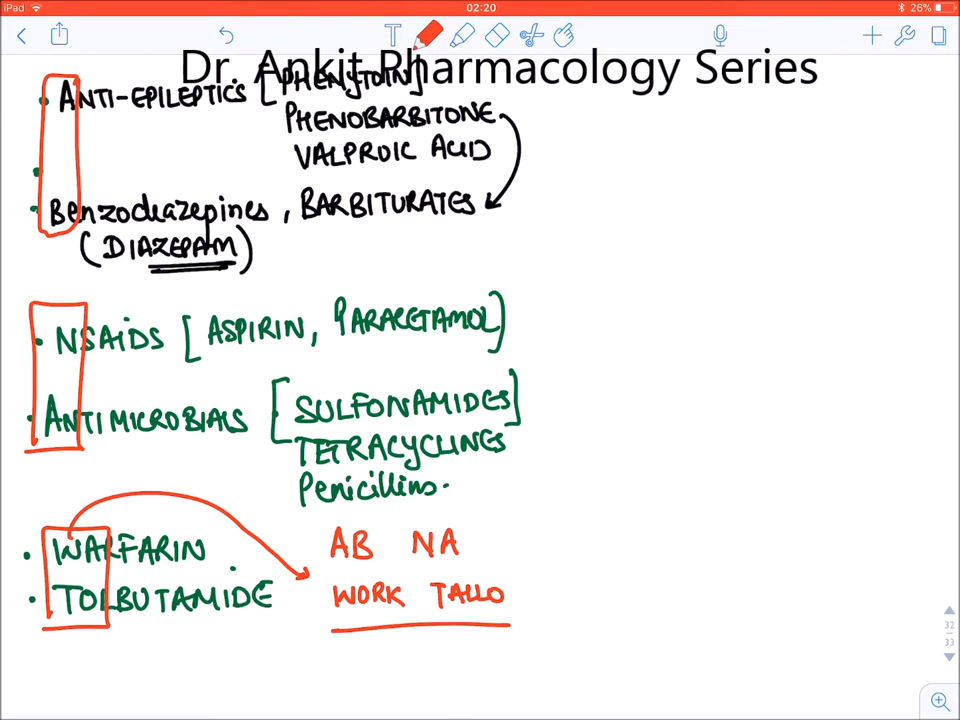 iPad 02:20 26%
T
Dr. Ankit Pharmacology Series
• ANTI-EPILEPTICS [PHENYTOIN]
PHENOBARBITONE
VALPROIC ACID
•
• Benzodiazepines, BARBITURATES
(DIAZEPAM)
• NSAiDS [ASPIRIN, PARACETAMOL]
• ANTIMICROBIALS [SULFONAMIDES]
TETRACYCLINES
Penicillins.
• WARFARIN
AB NA
• TOLBUTAMIDE
WORK TALLO
32
33